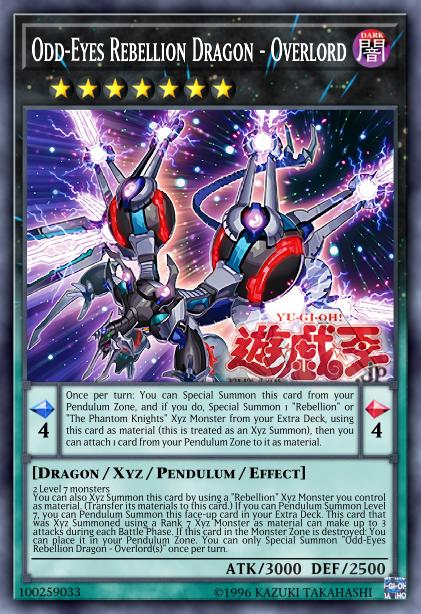 ODD-EYES REBELLION DRAGON - OVERLORD
DARK
闇
YU-GI-OH!
遊戯王
.jp
Once per turn: You can Special Summon this card from your
Pendulum Zone, and if you do, Special Summon 1 "Rebellion" or
"The Phantom Knights" Xyz Monster from your Extra Deck, using
this card as material (this is treated as an Xyz Summon), then you
can attach 1 card from your Pendulum Zone to it as material.
4
4
[DRAGON / XYZ / PENDULUM / EFFECT]
2 Level 7 monsters
You can also Xyz Summon this card by using a "Rebellion" Xyz Monster you control
as material. (Transfer its materials to this card.) If you can Pendulum Summon Level
7, you can Pendulum Summon this face-up card in your Extra Deck. This card that
was Xyz Summoned using a Rank 7 Xyz Monster as material can make up to 3
attacks during each Battle Phase. If this card in the Monster Zone is destroyed: You
can place it in your Pendulum Zone. You can only Special Summon "Odd-Eyes
Rebellion Dragon - Overlord(s)" once per turn.
ATK/3000 DEF/2500
100259033
©1996 KAZUKI TAKAHASHI